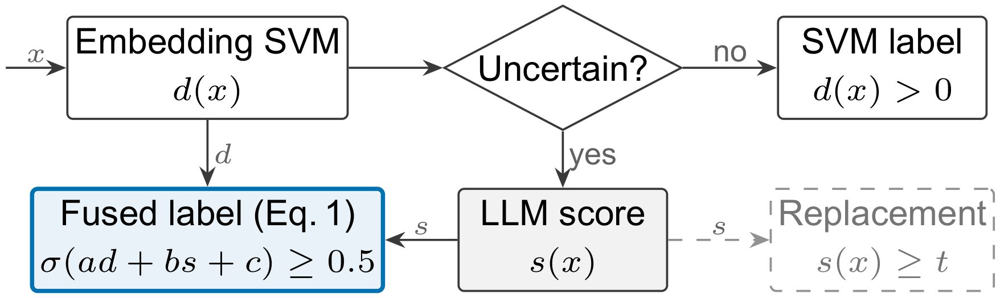 x
Embedding SVM
d(x)
Uncertain?
no
SVM label
d(x) > 0
d
yes
Fused label (Eq. 1)
σ(ad + bs + c) ≥ 0.5
s
LLM score
s(x)
s
Replacement
s(x) ≥ t